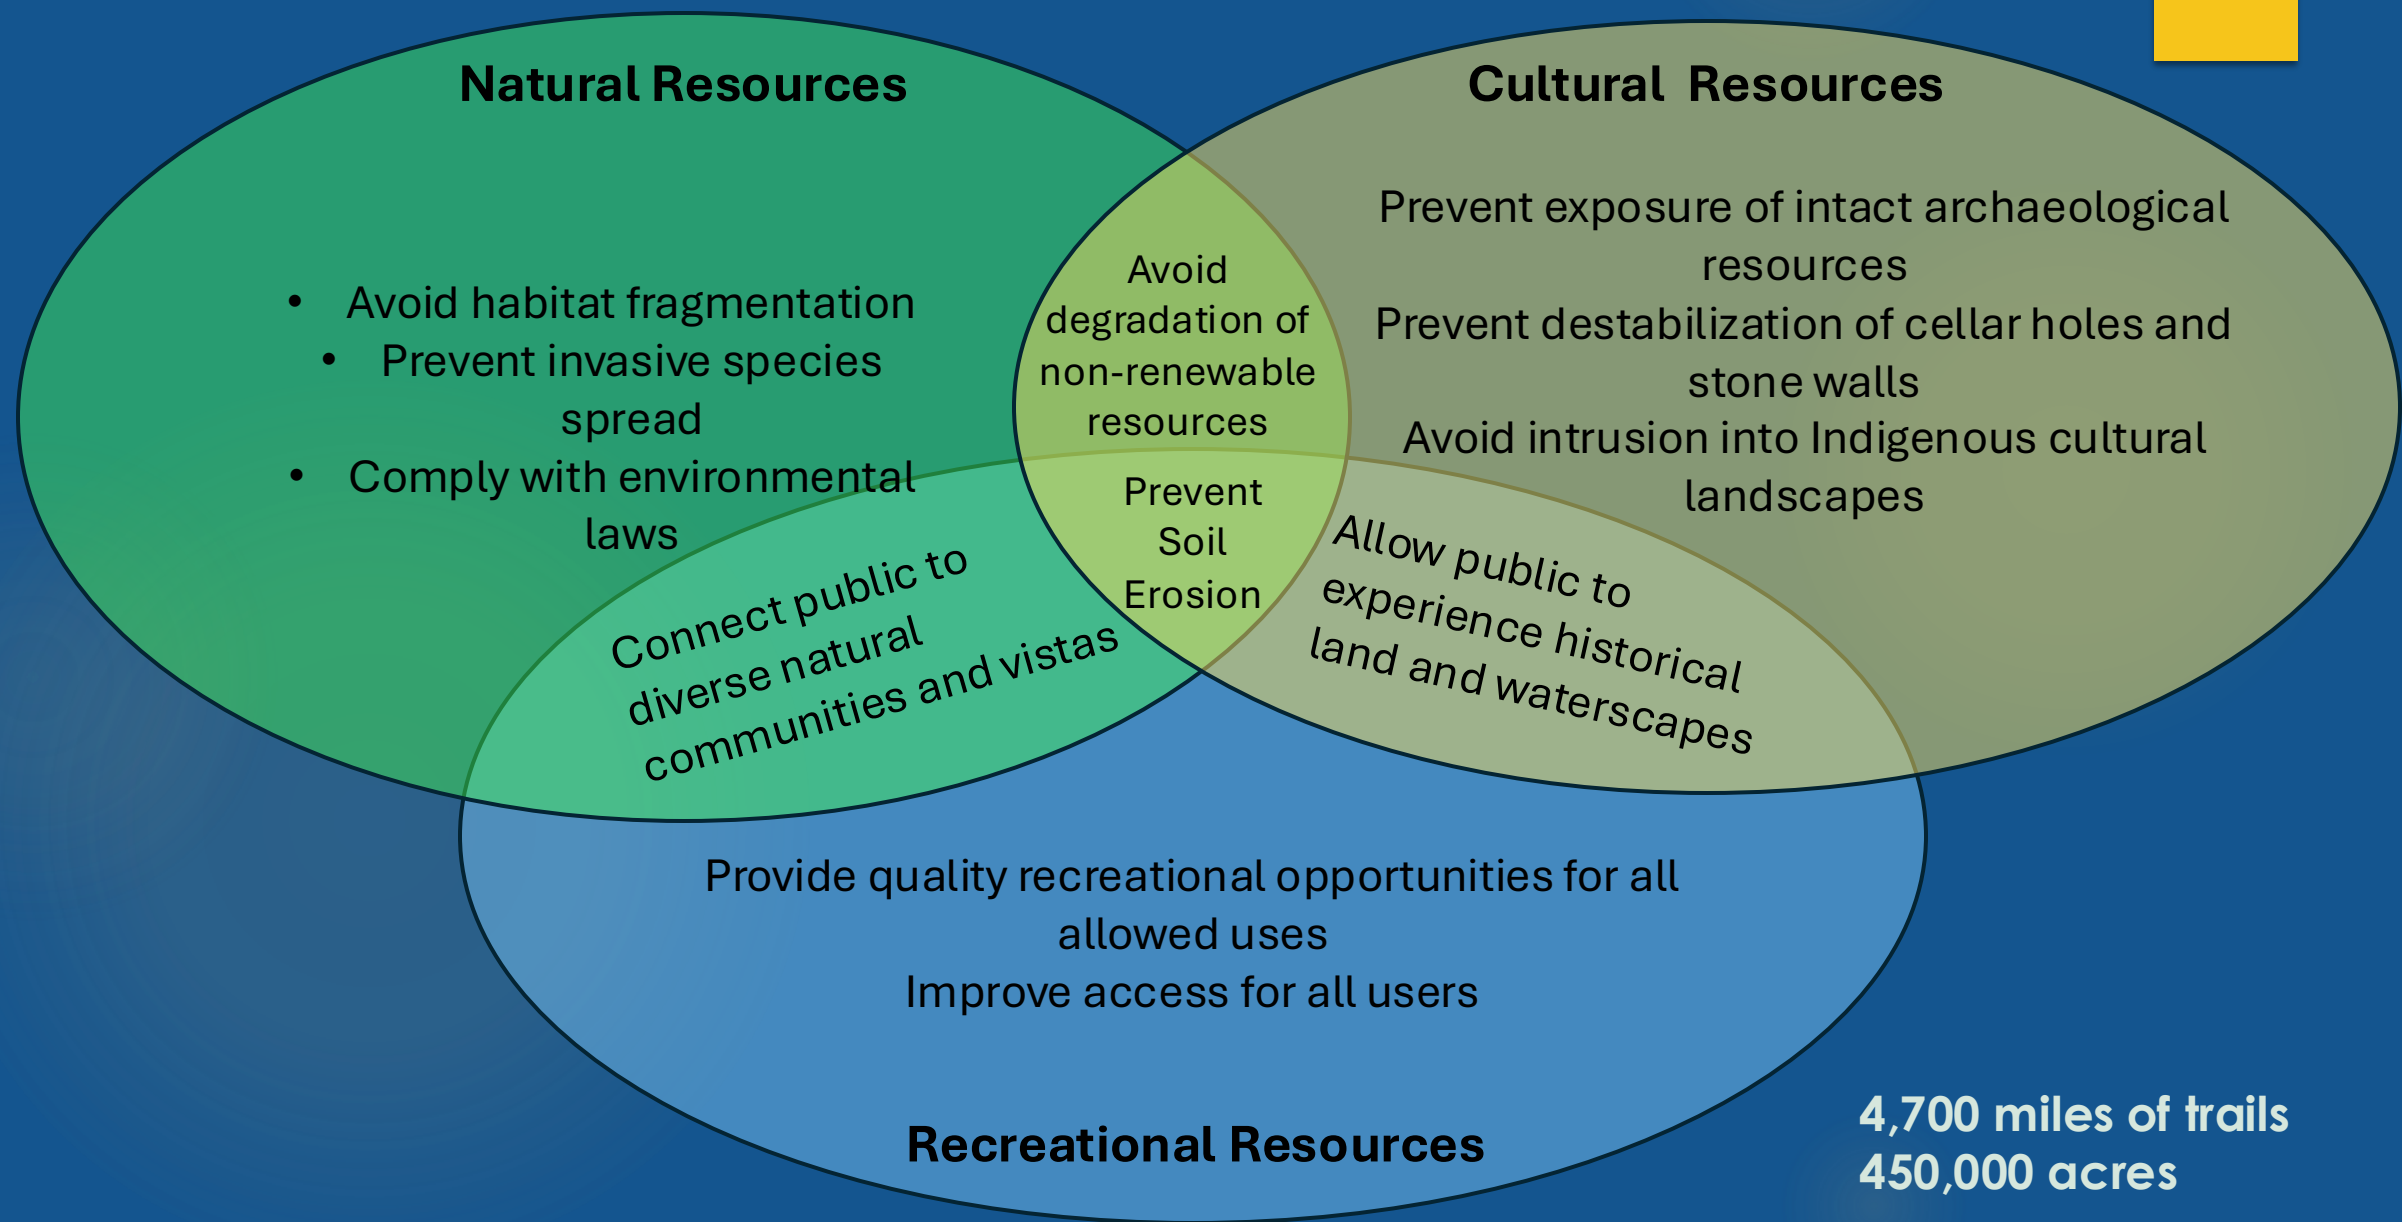 Natural Resources
• Avoid habitat fragmentation
• Prevent invasive species
spread
• Comply with environmental
laws
Cultural  Resources
Prevent exposure of intact archaeological
resources
Prevent destabilization of cellar holes and
stone walls
Avoid intrusion into Indigenous cultural
landscapes
Avoid
degradation of
non-renewable
resources
Prevent
Soil
Erosion
Connect public to
diverse natural
communities and vistas
Allow public to
experience historical
land and waterscapes
Provide quality recreational opportunities for all
allowed uses
Improve access for all users
Recreational Resources
4,700 miles of trails
450,000 acres